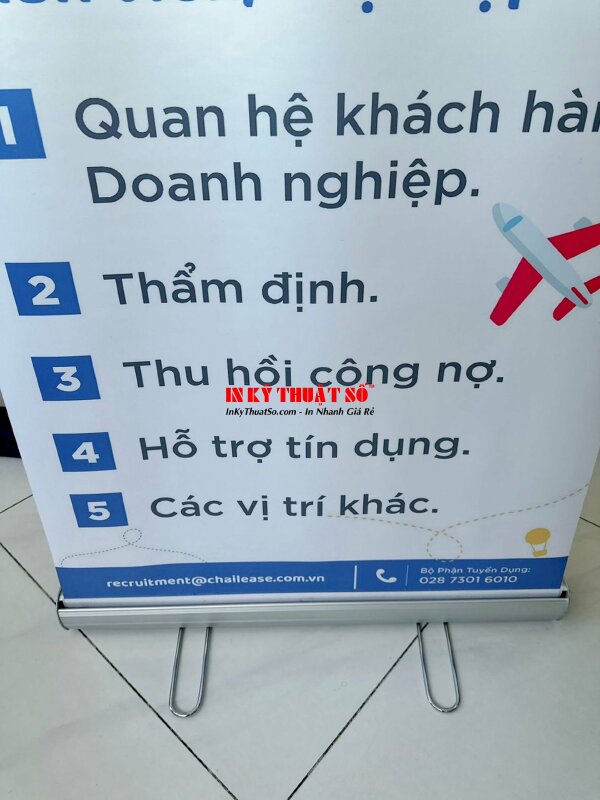 1 Quan hệ khách
Doanh nghiệp.
2 Thẩm định.
3 Thu hồi công nợ.
IN KỸ THUẬT SỐ™
InKyThuatSo.com - In Nhanh Giá Rẻ
4 Hỗ trợ tín dụng.
5 Các vị trí khác.
recruitment@chailease.com.vn
Bộ Phận Tuyển Dụng:
028 7301 6010